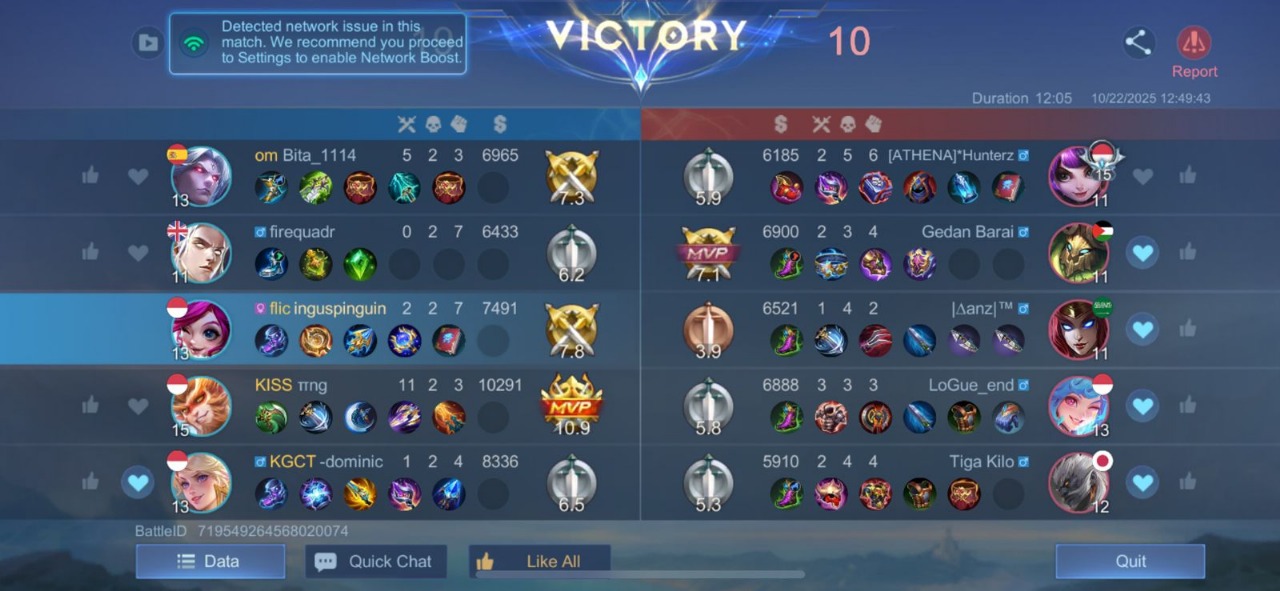 Detected network issue in this
match. We recommend you proceed
to Settings to enable Network Boost.
VICTORY
10
Report
Duration 12:05 10/22/2025 12:49:43
om Bita_1114 5 2 3 6965
13
7.3
6185 2 5 6 [ATHENA]*Hunterz
5.9
15
11
firequadr 0 2 7 6433
11
6.2
6900 2 3 4 Gedan Barai
MVP
7.1
11
flic inguspinguin 2 2 7 7491
13
7.8
6521 1 4 2 |Δanz|™
3.9
11
KISS ππg 11 2 3 10291
15
MVP
10.9
6888 3 3 3 LoGue_end
5.8
13
KGCT -dominic 1 2 4 8336
13
6.5
5910 2 4 4 Tiga Kilo
5.3
12
BattleID 719549264568020074
Data
Quick Chat
Like All
Quit